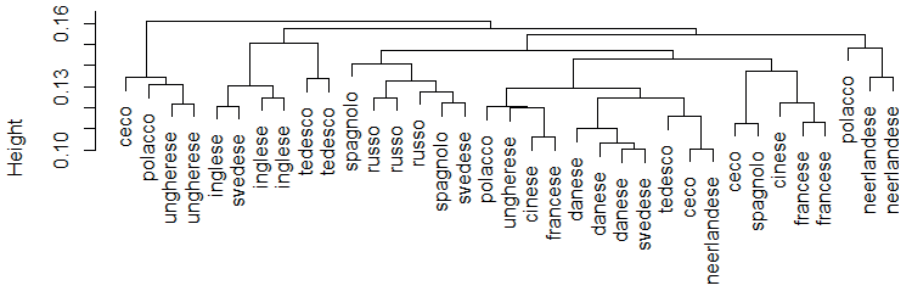 Height
0.16
0.13
0.10
ceco
polacco
ungherese
ungherese
inglese
svedese
inglese
inglese
tedesco
tedesco
spagnolo
russo
russo
russo
spagnolo
svedese
polacco
ungherese
cinese
francese
danese
danese
danese
svedese
tedesco
ceco
neerlandese
ceco
spagnolo
cinese
francese
francese
polacco
neerlandese
neerlandese